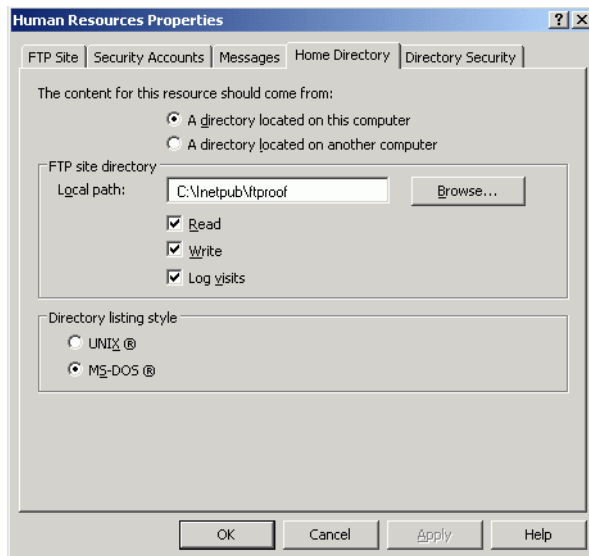 Human Resources Properties
FTP Site Security Accounts Messages Home Directory Directory Security
The content for this resource should come from:
A directory located on this computer
A directory located on another computer
FTP site directory
Local path: C:\Inetpub\ftproof Browse...
Read
Write
Log visits
Directory listing style
UNIX ®
MS-DOS ®
OK Cancel Apply Help